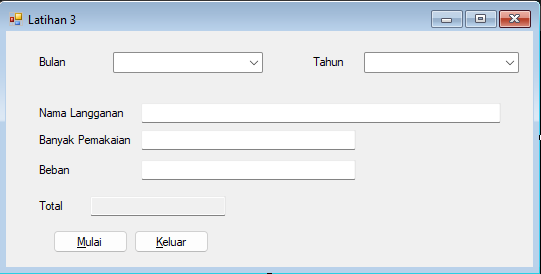 Latihan 3
Bulan Tahun
Nama Langganan
Banyak Pemakaian
Beban
Total
Mulai Keluar